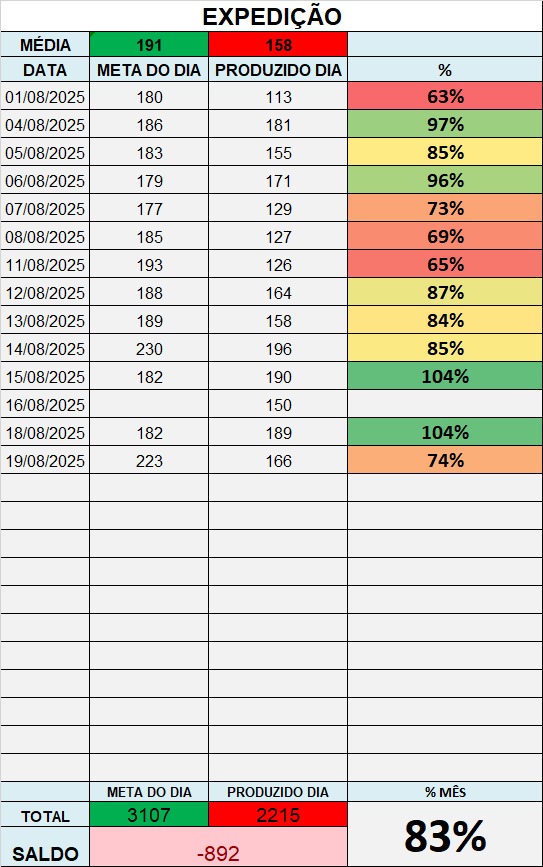 EXPEDIÇÃO
MÉDIA 191 158
DATA META DO DIA PRODUZIDO DIA %
01/08/2025 180 113 63%
04/08/2025 186 181 97%
05/08/2025 183 155 85%
06/08/2025 179 171 96%
07/08/2025 177 129 73%
08/08/2025 185 127 69%
11/08/2025 193 126 65%
12/08/2025 188 164 87%
13/08/2025 189 158 84%
14/08/2025 230 196 85%
15/08/2025 182 190 104%
16/08/2025 150
18/08/2025 182 189 104%
19/08/2025 223 166 74%
META DO DIA PRODUZIDO DIA % MÊS
TOTAL 3107 2215 83%
SALDO -892